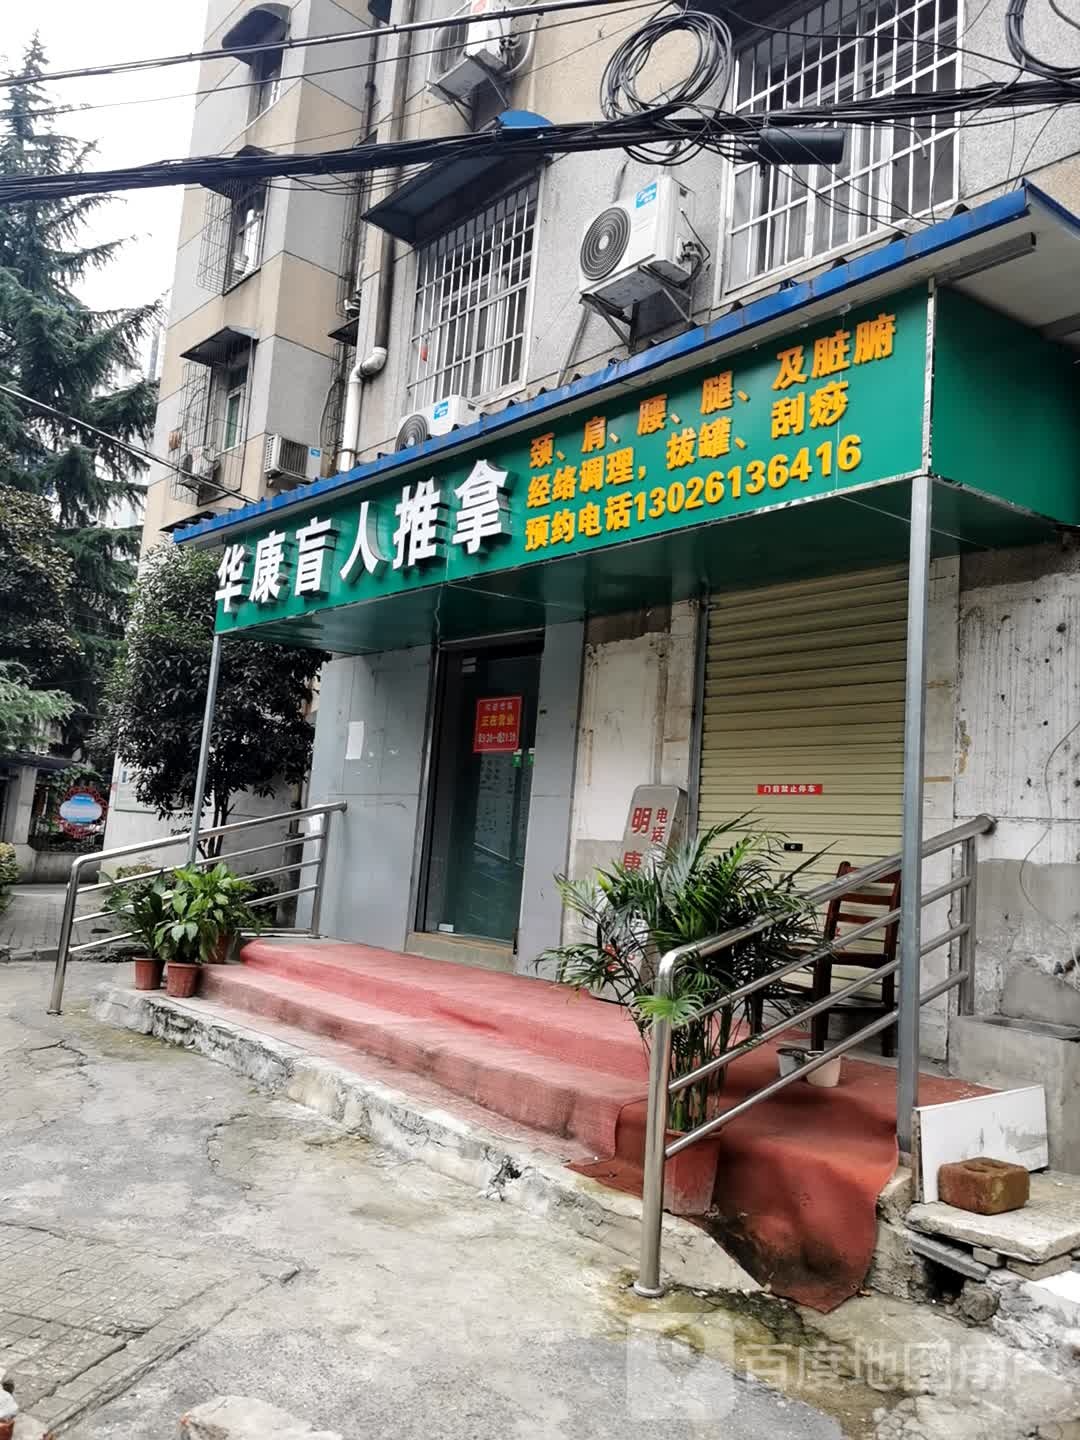 华康盲人推拿
颈、肩、腰、腿、及脏腑
经络调理，拔罐、刮痧
预约电话13026136416
正在营业
门前禁止停车
电话
明康
百度地图用户